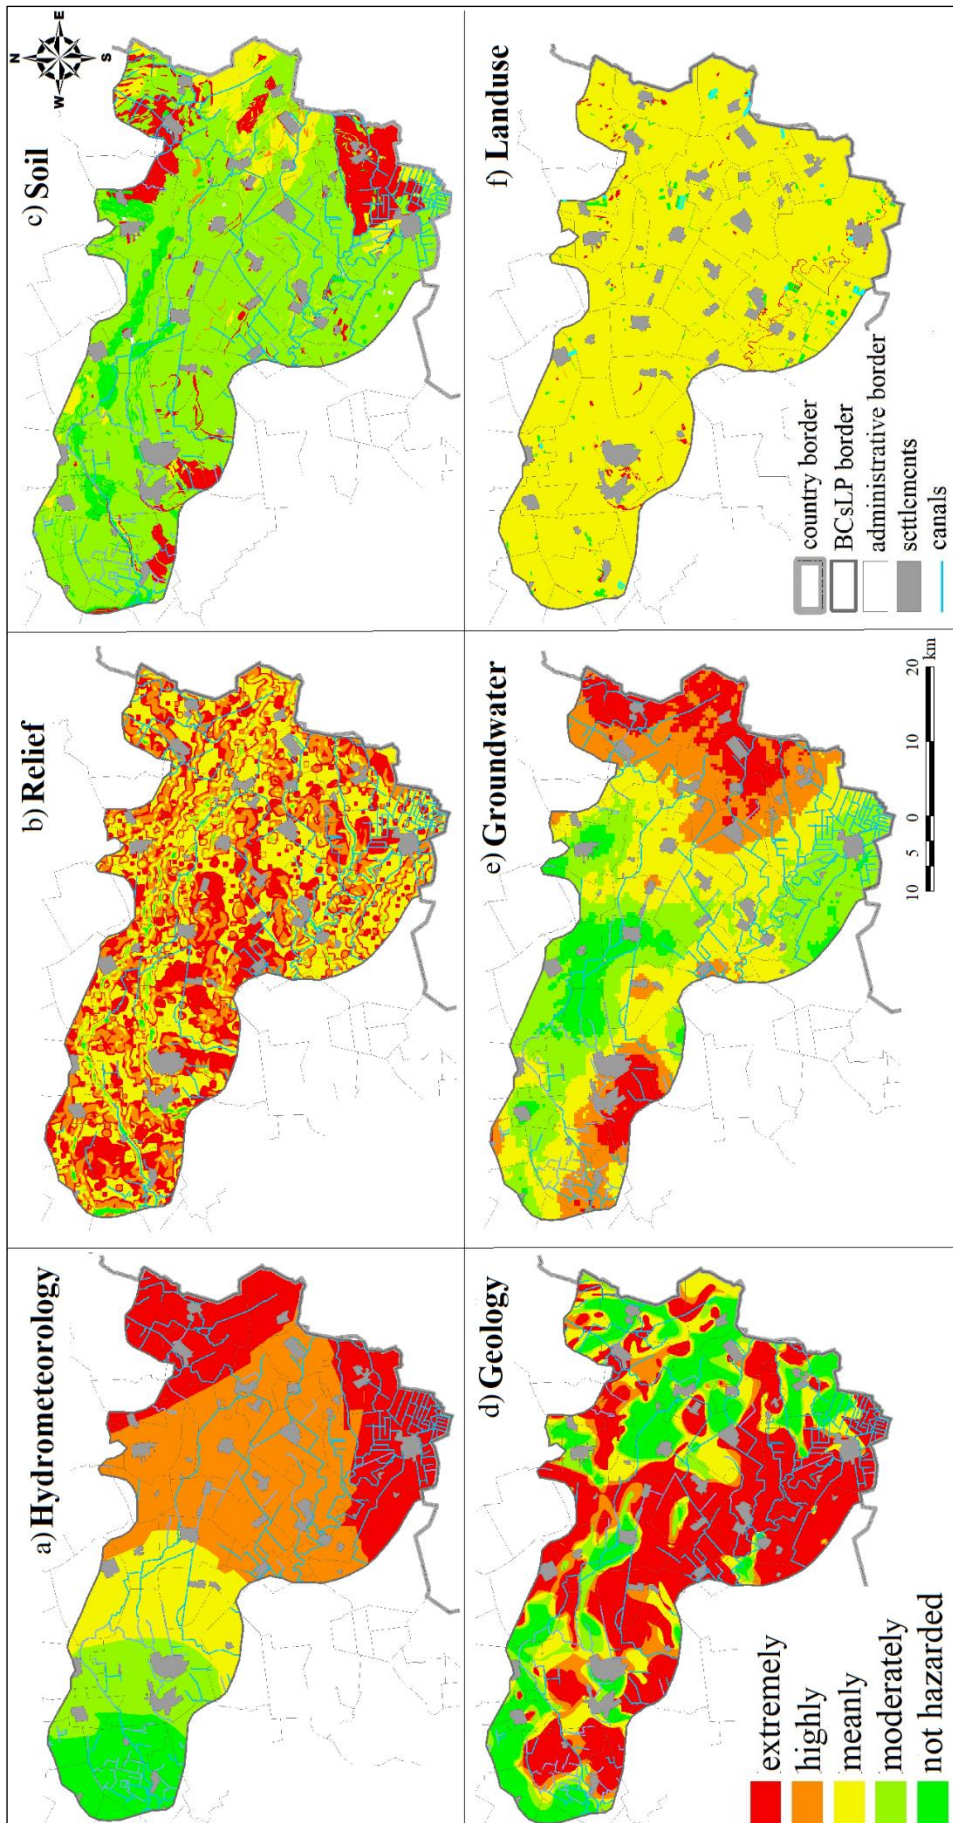 a) Hydrometeorology
b) Relief
c) Soil
N
E
S
W
d) Geology
extremely
highly
meanly
moderately
not hazarded
e) Groundwater
10 5 0 10 20 km
f) Landuse
country border
BCsLP border
administrative border
settlements
canals